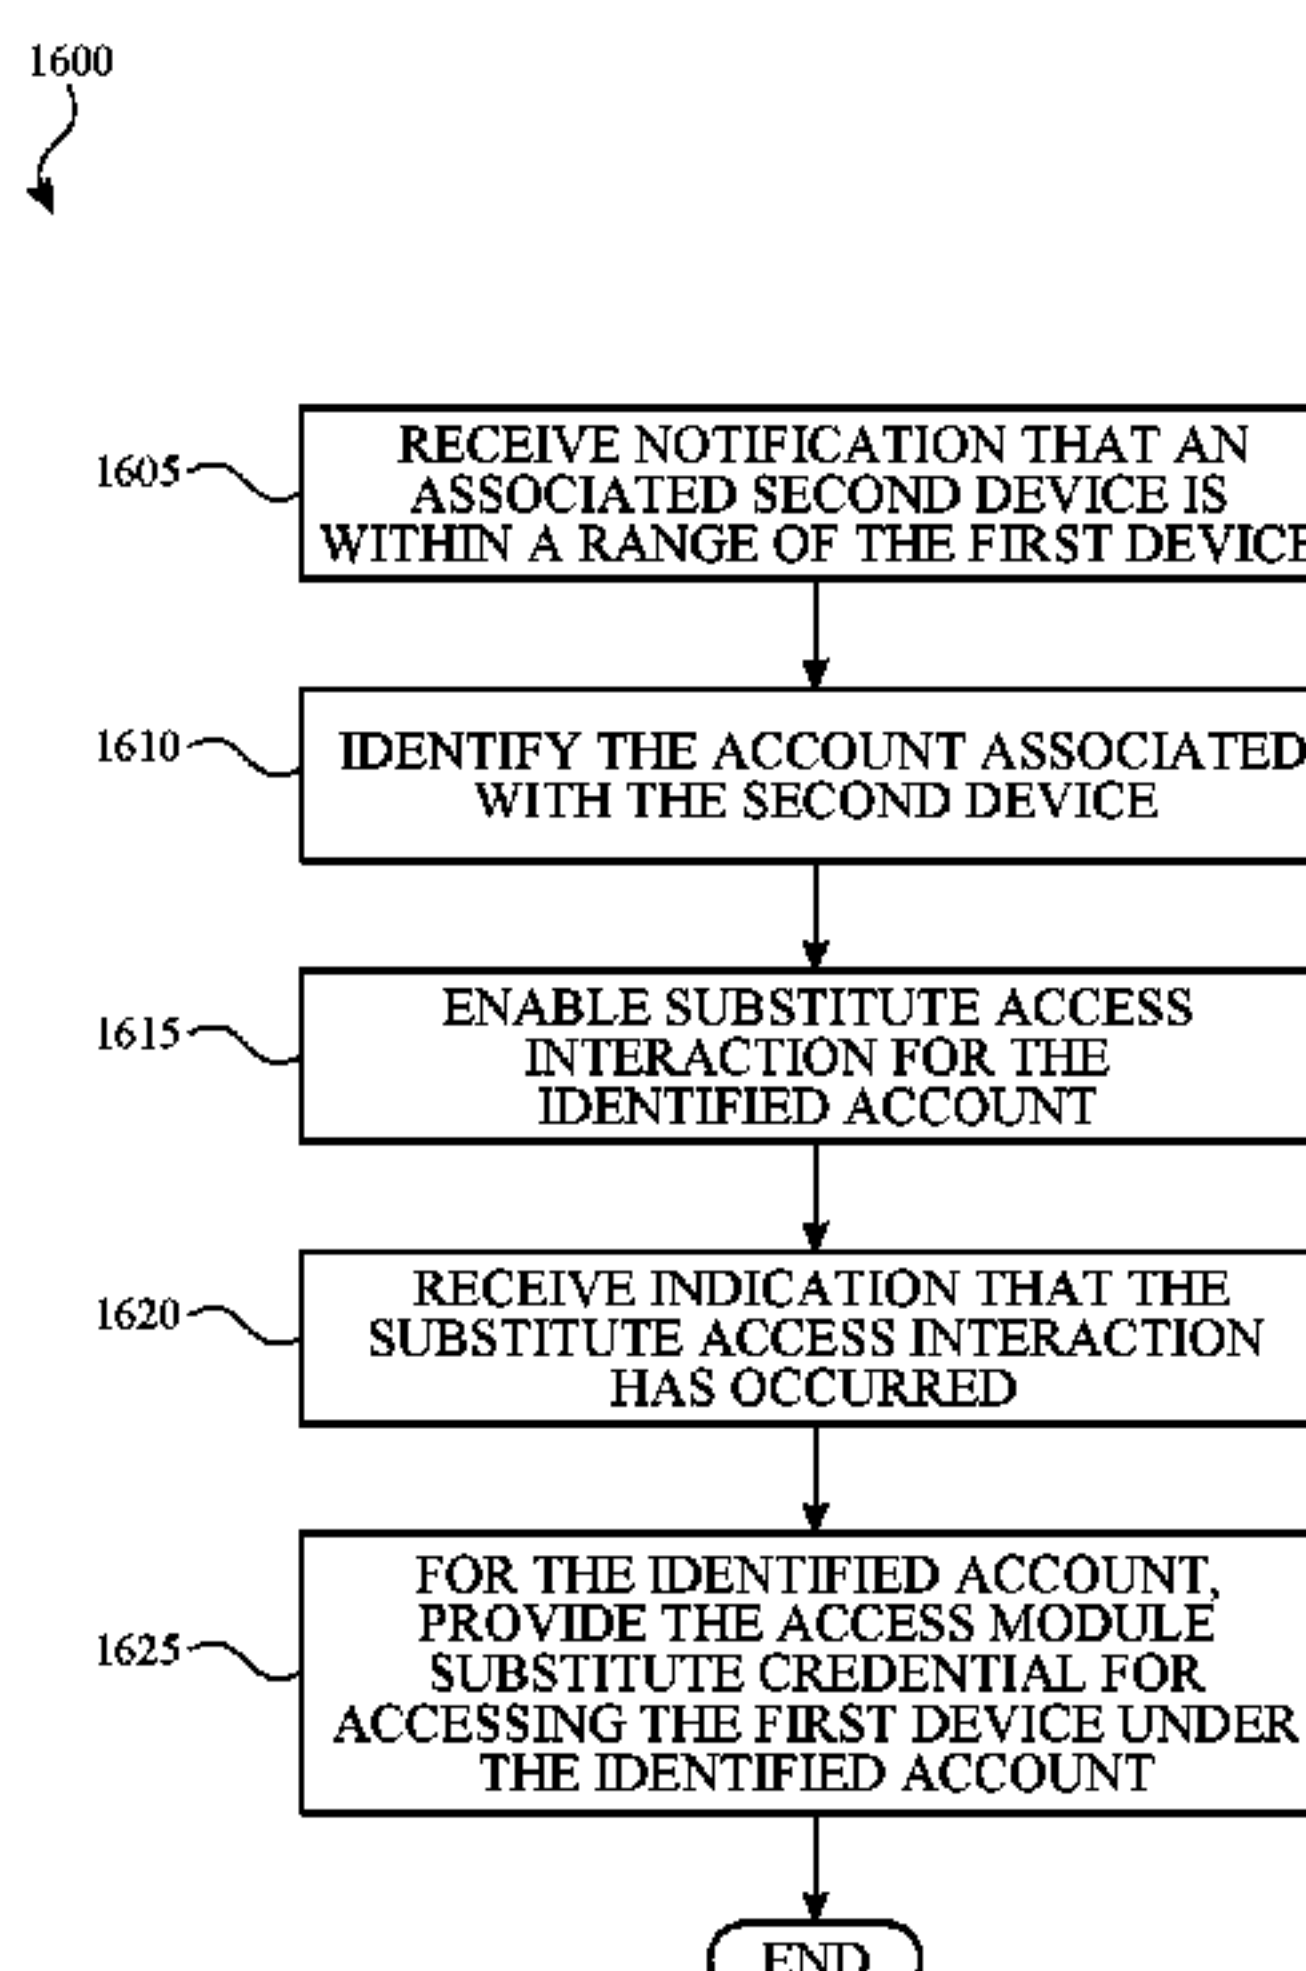 1600
1605
RECEIVE NOTIFICATION THAT AN
ASSOCIATED SECOND DEVICE IS
WITHIN A RANGE OF THE FIRST DEVICE
1610
IDENTIFY THE ACCOUNT ASSOCIATED
WITH THE SECOND DEVICE
1615
ENABLE SUBSTITUTE ACCESS
INTERACTION FOR THE
IDENTIFIED ACCOUNT
1620
RECEIVE INDICATION THAT THE
SUBSTITUTE ACCESS INTERACTION
HAS OCCURRED
1625
FOR THE IDENTIFIED ACCOUNT,
PROVIDE THE ACCESS MODULE
SUBSTITUTE CREDENTIAL FOR
ACCESSING THE FIRST DEVICE UNDER
THE IDENTIFIED ACCOUNT
END